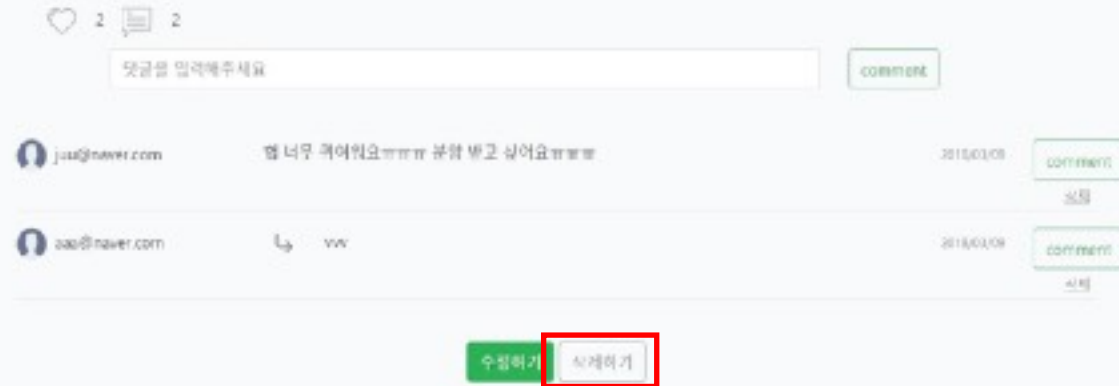 2 2
댓글을 입력해주세요 comment
juu@naver.com 헐 너무 귀여워요ㅠㅠㅠ 분양 받고 싶어요ㅠㅠㅠ comment
삭제
aaa@naver.com vvv comment
삭제
수정하기 삭제하기